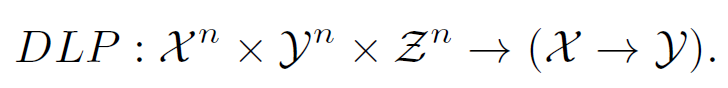 DLP : 𝒳ⁿ × 𝒴ⁿ × 𝒵ⁿ → (𝒳 → 𝒴).